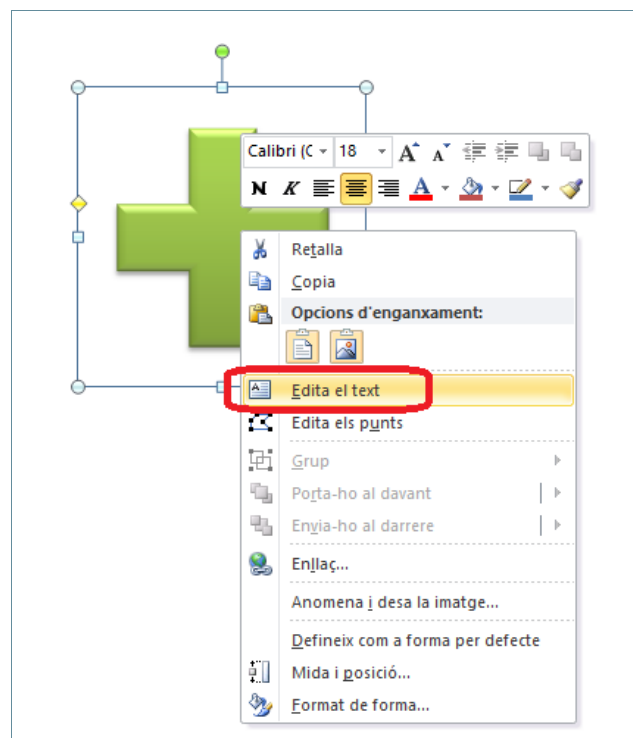 Calibri (C 18 A A
N K A
Retalla
Copia
Opcions d'enganxament:
Edita el text
Edita els punts
Grup
Porta-ho al davant
Envia-ho al darrere
Enllaç...
Anomena i desa la imatge...
Defineix com a forma per defecte
Mida i posició...
Format de forma...